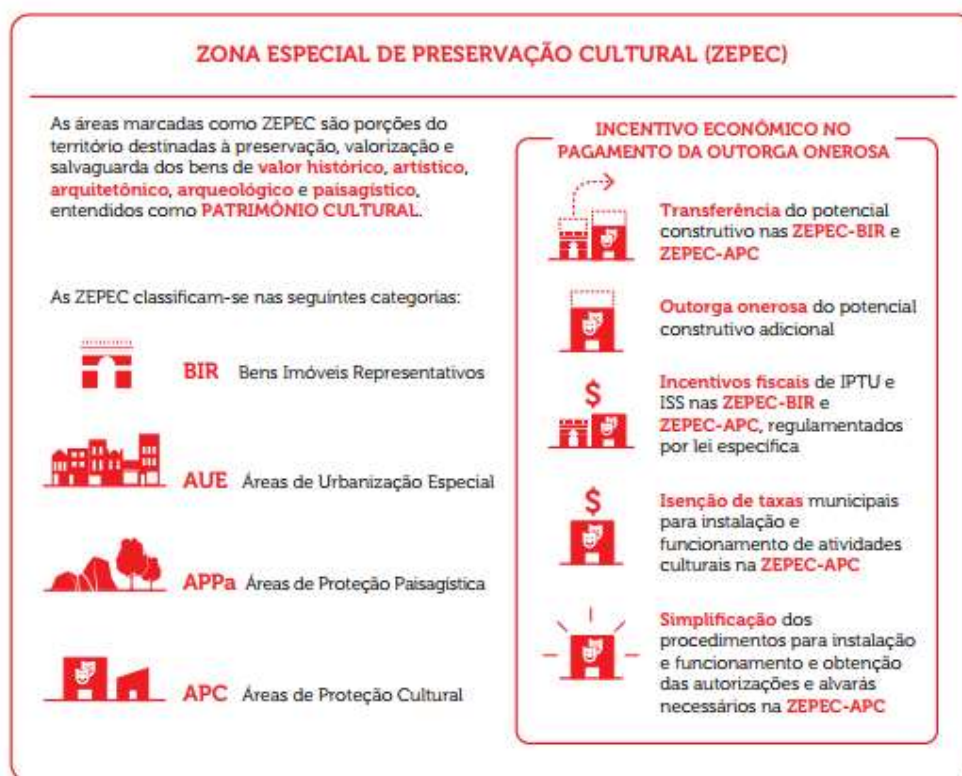 ZONA ESPECIAL DE PRESERVAÇÃO CULTURAL (ZEPEC)
As áreas marcadas como ZEPEC são porções do
território destinadas à preservação, valorização e
salvaguarda dos bens de valor histórico, artístico,
arquitetônico, arqueológico e paisagístico,
entendidos como PATRIMÔNIO CULTURAL.
As ZEPEC classificam-se nas seguintes categorias:
BIR Bens Imóveis Representativos
AUE Áreas de Urbanização Especial
APPa Áreas de Proteção Paisagística
APC Áreas de Proteção Cultural
INCENTIVO ECONÔMICO NO
PAGAMENTO DA OUTORGA ONEROSA
Transferência do potencial
construtivo nas ZEPEC-BIR e
ZEPEC-APC
Outorga onerosa do potencial
construtivo adicional
$
Incentivos fiscais de IPTU e
ISS nas ZEPEC-BIR e
ZEPEC-APC, regulamentados
por lei específica
$
Isenção de taxas municipais
para instalação e
funcionamento de atividades
culturais na ZEPEC-APC
Simplificação dos
procedimentos para instalação
e funcionamento e obtenção
das autorizações e alvarás
necessários na ZEPEC-APC